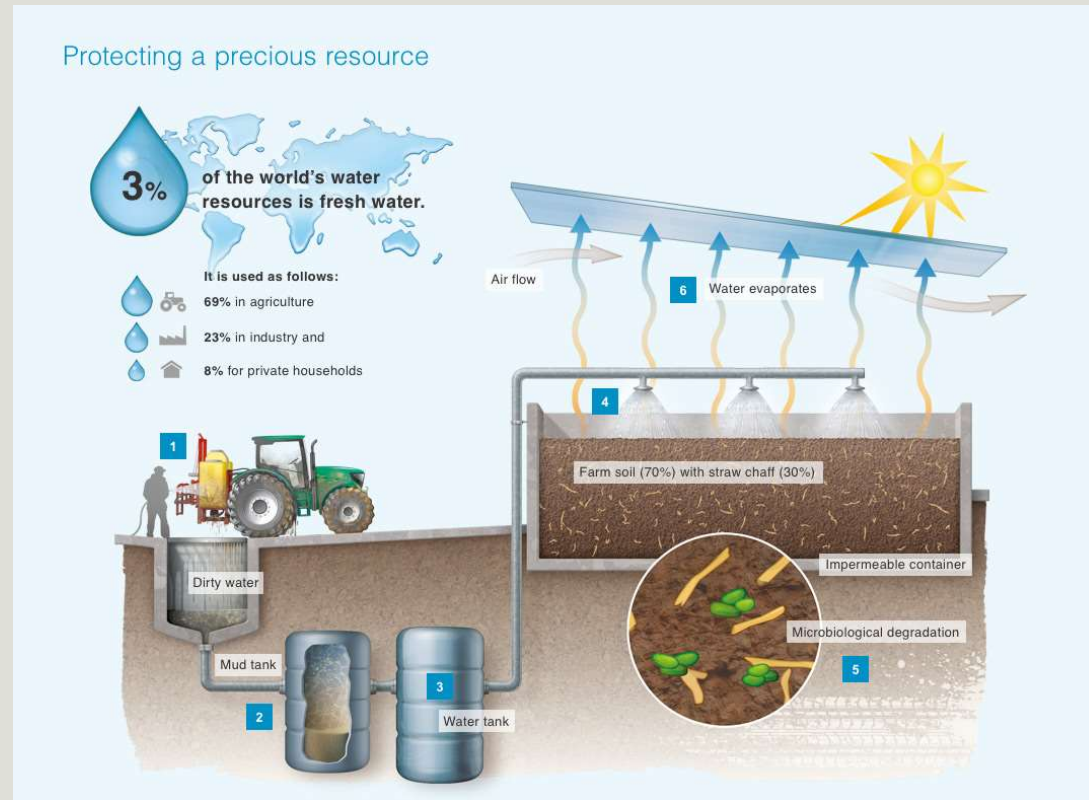 Protecting a precious resource
3%
of the world's water
resources is fresh water.
It is used as follows:
69% in agriculture
23% in industry and
8% for private households
Air flow
6
Water evaporates
4
1
Farm soil (70%) with straw chaff (30%)
Impermeable container
Dirty water
Microbiological degradation
5
Mud tank
3
2
Water tank